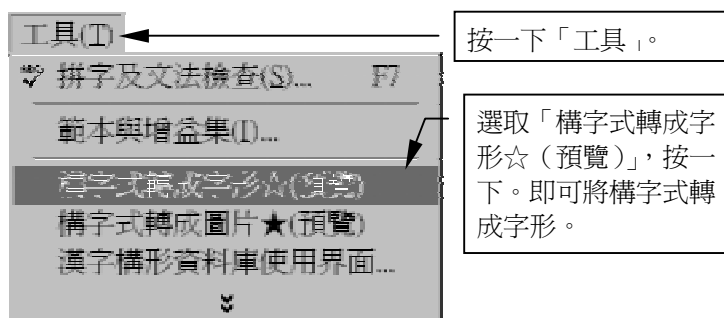 工具(T)
按一下「工具」。
拼字及文法檢查(S)... F7
範本與增益集(I)...
構字式轉成字形☆(預覽)
構字式轉成圖片★(預覽)
漢字構形資料庫使用界面...
選取「構字式轉成字
形☆（預覽）」，按一
下。即可將構字式轉
成字形。